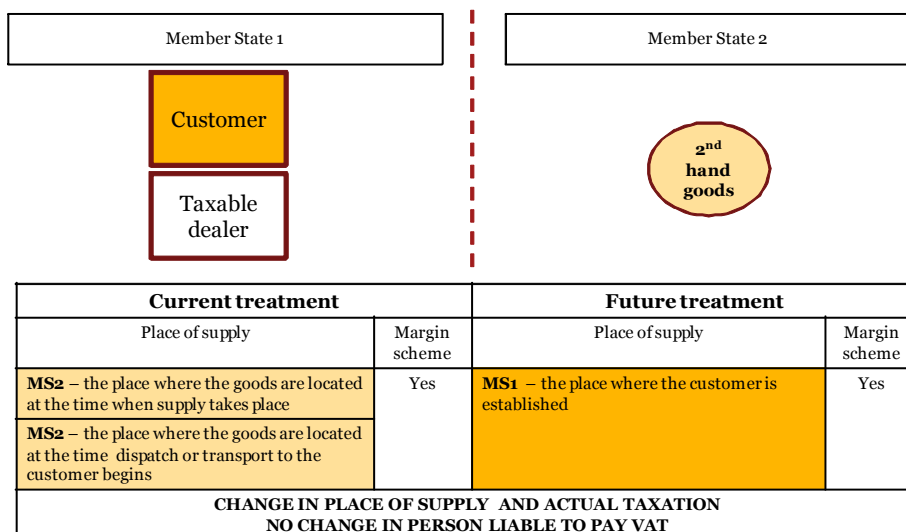 Member State 1
Member State 2
Customer
2nd
hand
goods
Taxable
dealer
Current treatment
Future treatment
Place of supply
Margin
scheme
Place of supply
Margin
scheme
MS2 – the place where the goods are located
at the time when supply takes place
Yes
MS1 – the place where the customer is
established
Yes
MS2 – the place where the goods are located
at the time dispatch or transport to the
customer begins
CHANGE IN PLACE OF SUPPLY AND ACTUAL TAXATION
NO CHANGE IN PERSON LIABLE TO PAY VAT